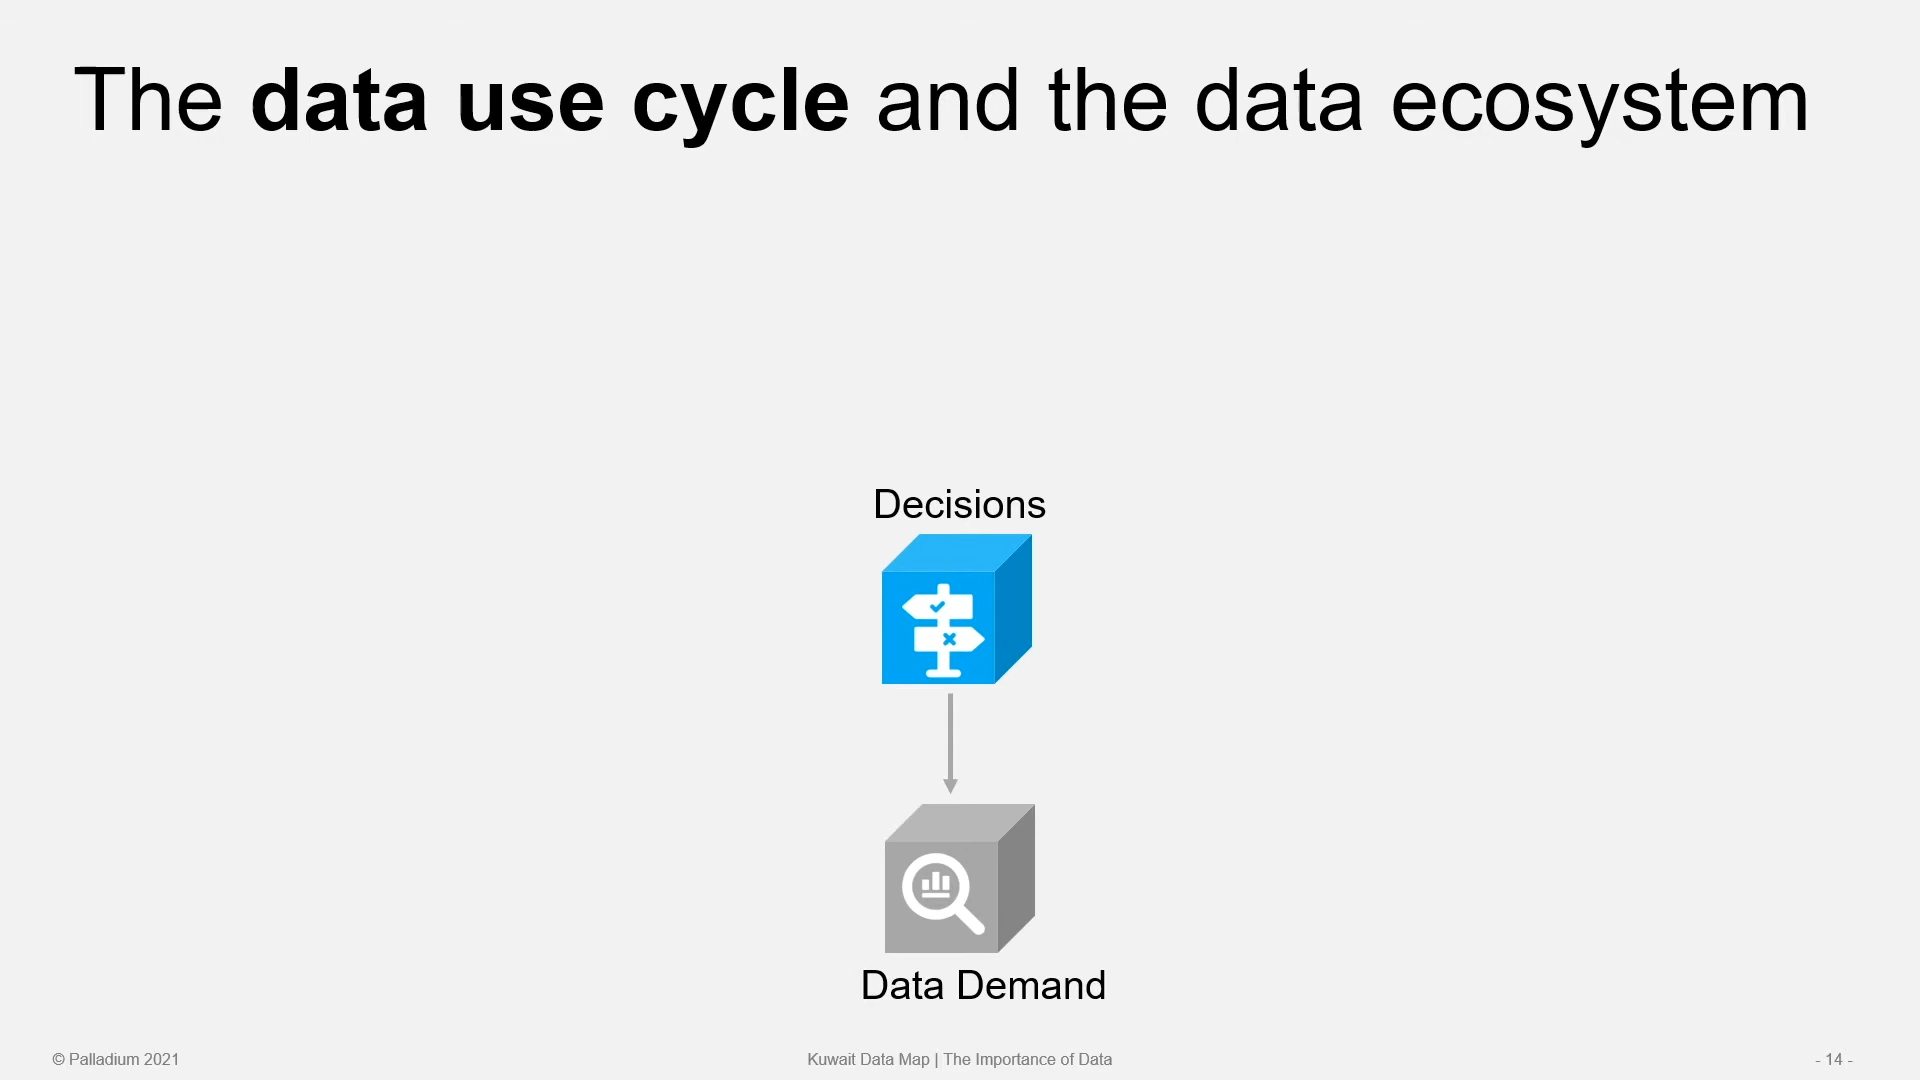 The data use cycle and the data ecosystem
Decisions
Data Demand
© Palladium 2021
Kuwait Data Map | The Importance of Data
- 14 -